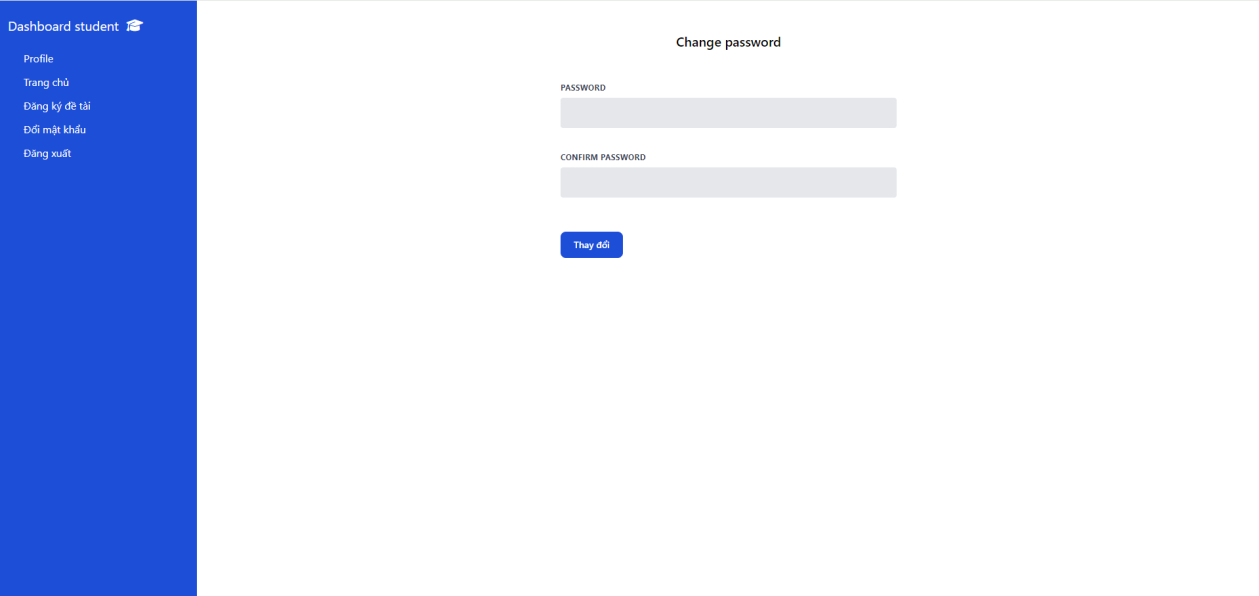 Dashboard student
Profile
Trang chủ
Đăng ký đề tài
Đổi mật khẩu
Đăng xuất
Change password
PASSWORD
CONFIRM PASSWORD
Thay đổi